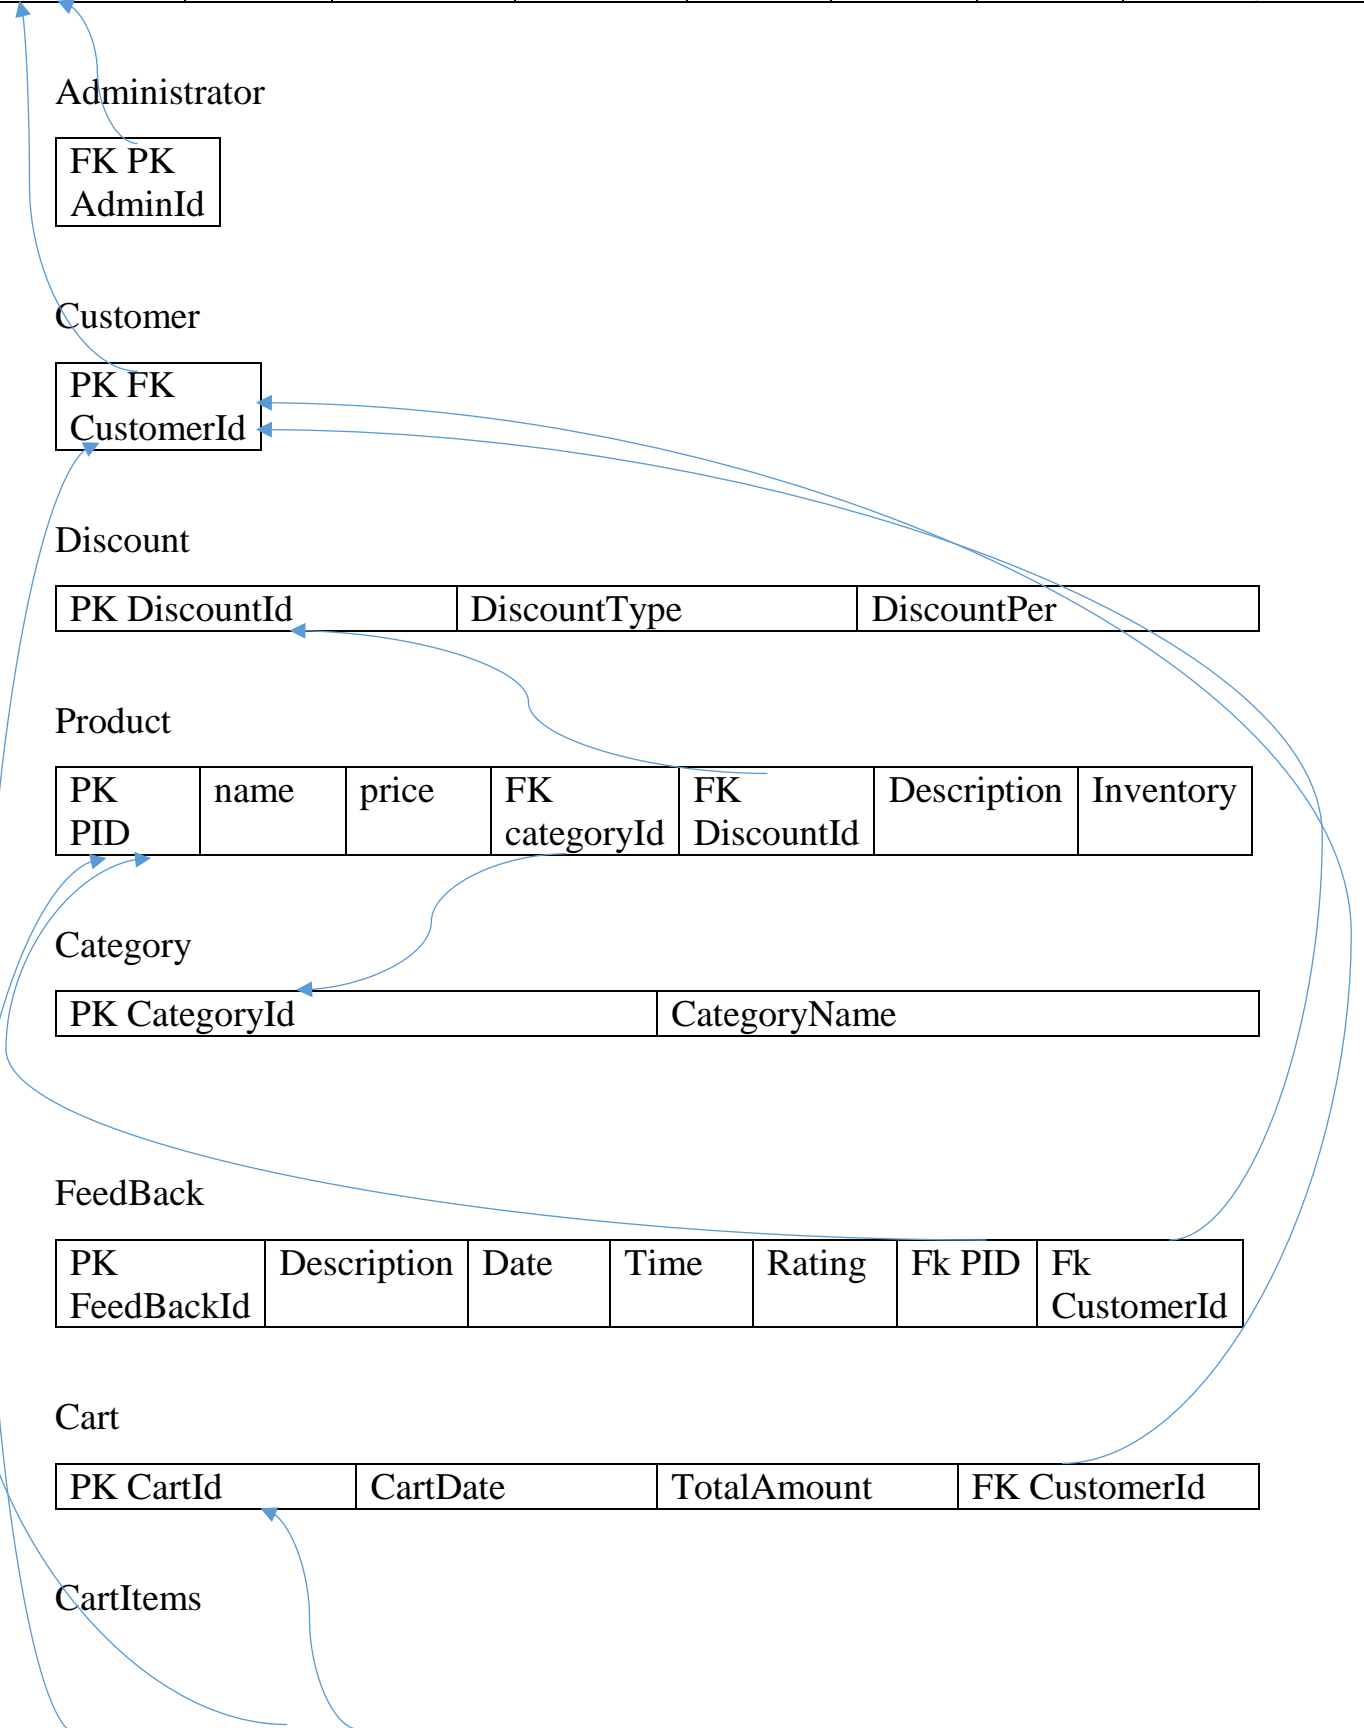 Administrator
FK PK
AdminId
Customer
PK FK
CustomerId
Discount
PK DiscountId DiscountType DiscountPer
Product
PK name price FK FK Description Inventory
PID categoryId DiscountId
Category
PK CategoryId CategoryName
FeedBack
PK Description Date Time Rating Fk PID Fk
FeedBackId CustomerId
Cart
PK CartId CartDate TotalAmount FK CustomerId
CartItems